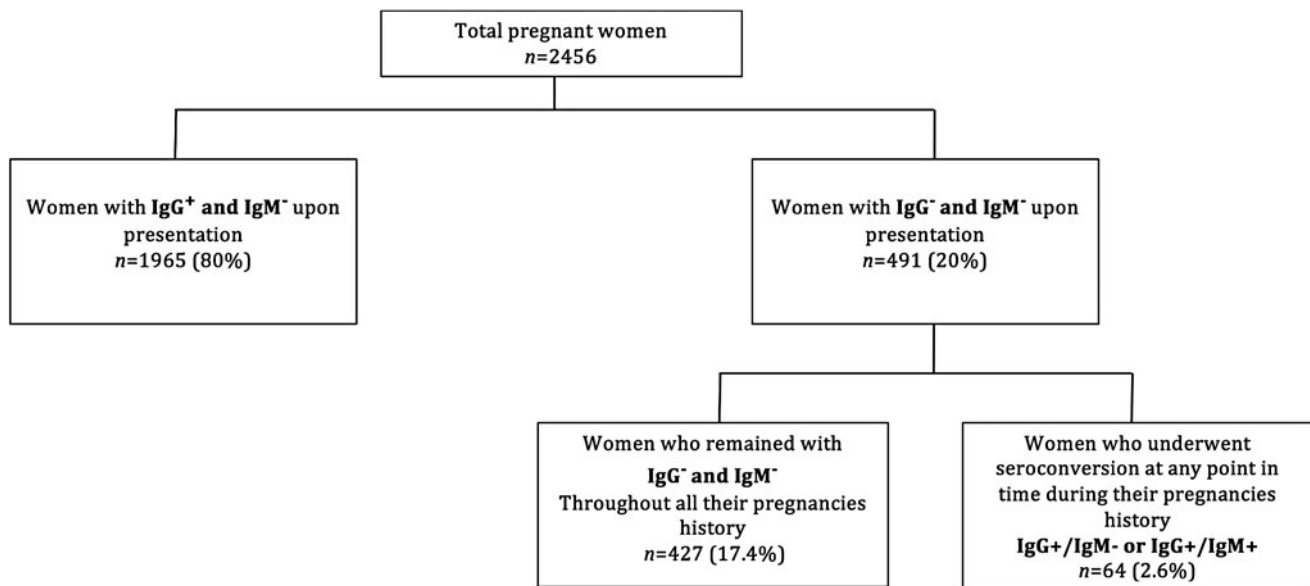 Total pregnant women
n=2456
Women with IgG⁺ and IgM⁻ upon
presentation
n=1965 (80%)
Women with IgG⁻ and IgM⁻ upon
presentation
n=491 (20%)
Women who remained with
IgG⁻ and IgM⁻
Throughout all their pregnancies
history
n=427 (17.4%)
Women who underwent
seroconversion at any point in
time during their pregnancies
history
IgG+/IgM- or IgG+/IgM+
n=64 (2.6%)